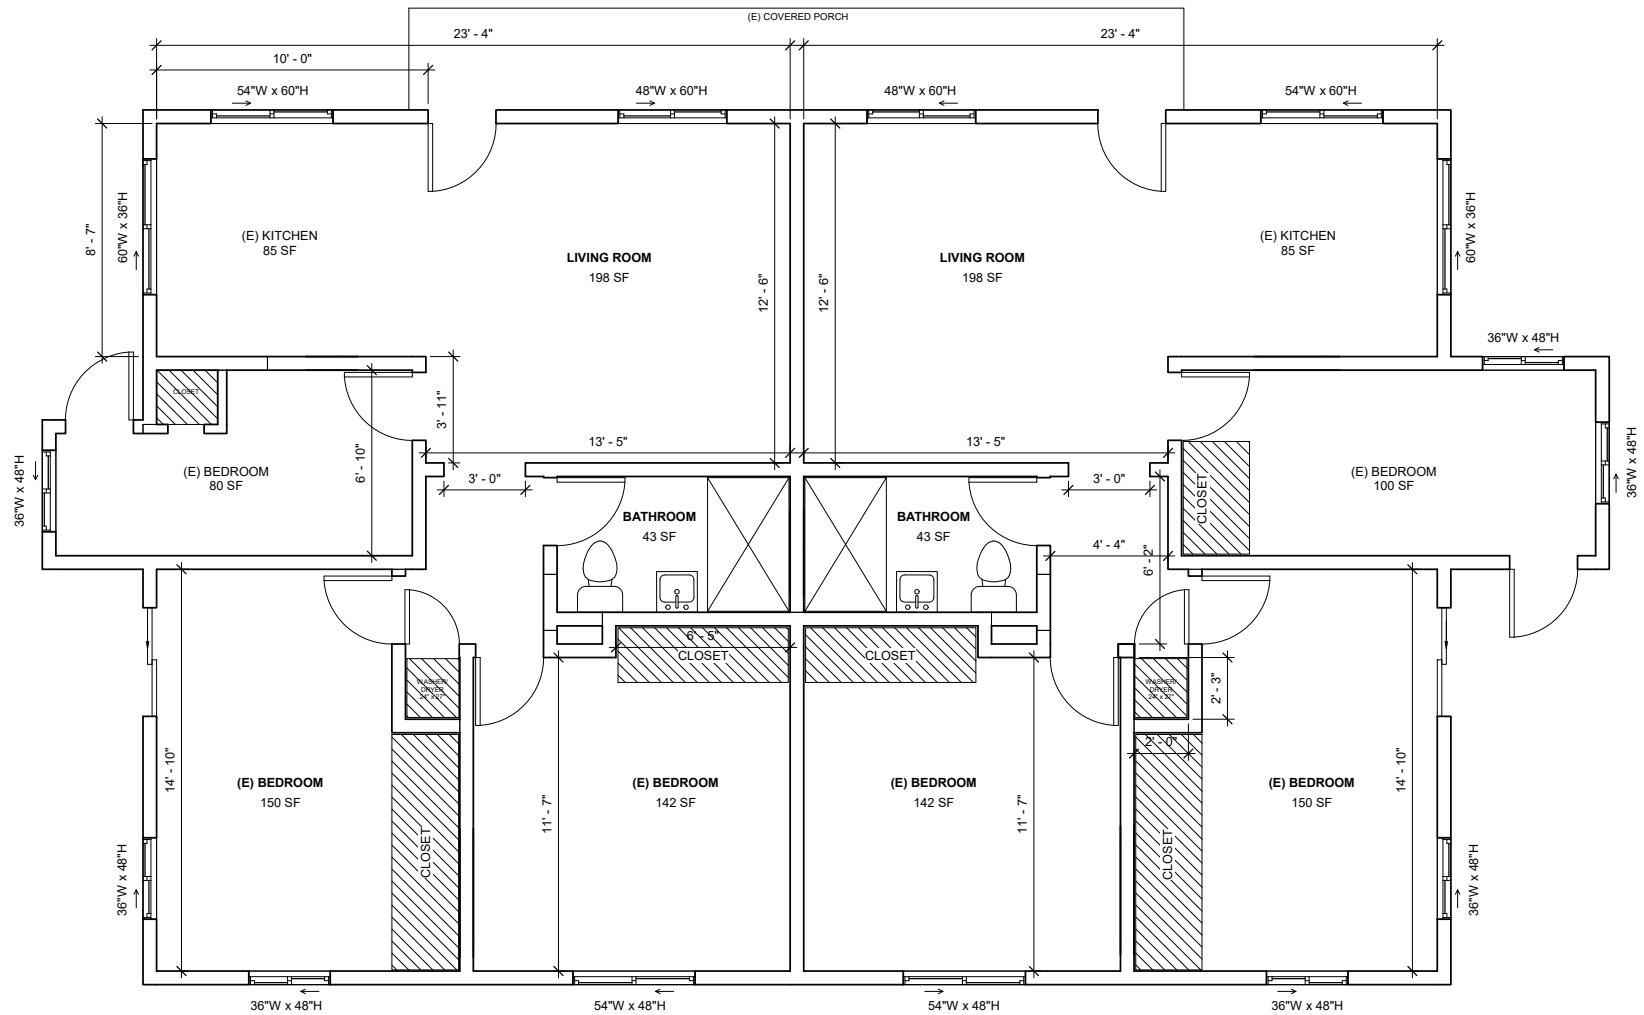 (E) COVERED PORCH
23' - 4"
23' - 4"
10' - 0"
54"W x 60"H
48"W x 60"H
48"W x 60"H
54"W x 60"H
8' - 7"
60"W x 36"H
(E) KITCHEN
85 SF
LIVING ROOM
198 SF
12' - 6"
12' - 6"
LIVING ROOM
198 SF
(E) KITCHEN
85 SF
60"W x 36"H
36"W x 48"H
CLOSET
3' - 11"
13' - 5"
13' - 5"
36"W x 48"H
(E) BEDROOM
80 SF
6' - 10"
3' - 0"
3' - 0"
CLOSET
(E) BEDROOM
100 SF
36"W x 48"H
BATHROOM
43 SF
BATHROOM
43 SF
4' - 4"
6' - 2"
6' - 5"
CLOSET
CLOSET
WASHER/
DRYER
24" x 27"
WASHER/
DRYER
24" x 27"
2' - 3"
2' - 0"
14' - 10"
(E) BEDROOM
150 SF
CLOSET
11' - 7"
(E) BEDROOM
142 SF
(E) BEDROOM
142 SF
11' - 7"
CLOSET
(E) BEDROOM
150 SF
14' - 10"
36"W x 48"H
36"W x 48"H
36"W x 48"H
54"W x 48"H
54"W x 48"H
36"W x 48"H